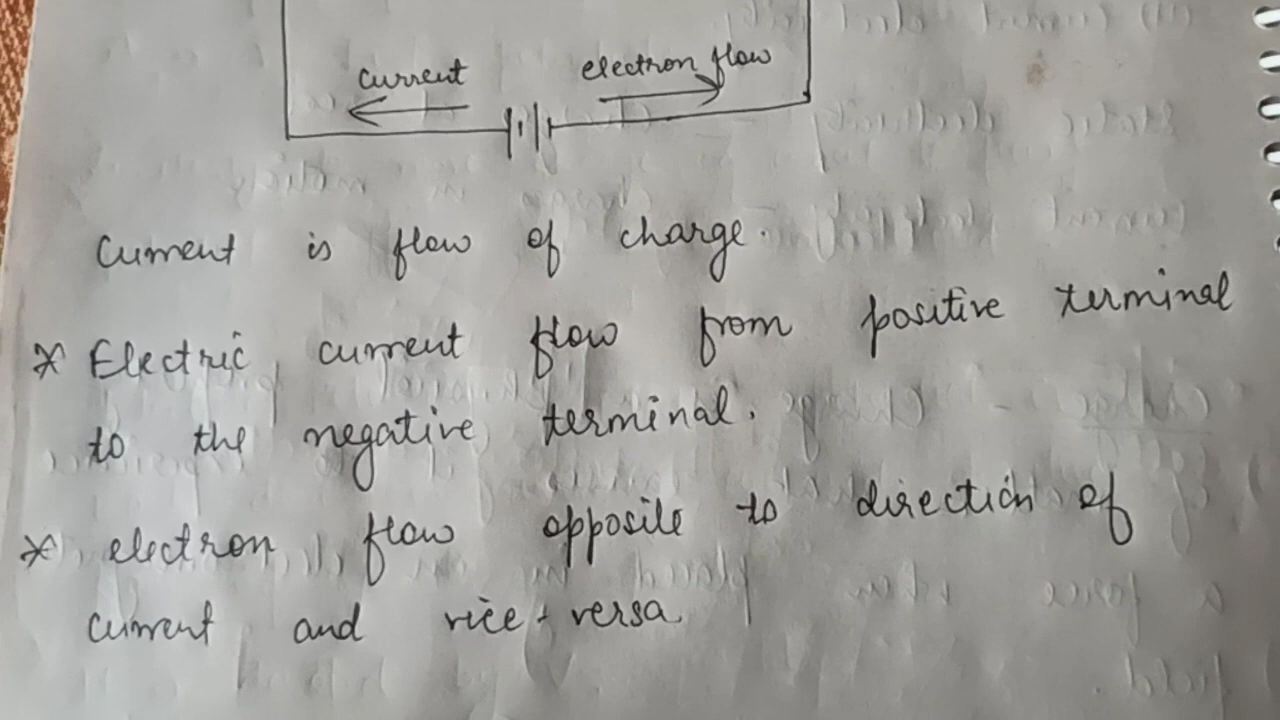 current electron flow
Current is flow of charge.
* Electric current flow from positive terminal
to the negative terminal.
* electron flow opposite to direction of
current and vice-versa